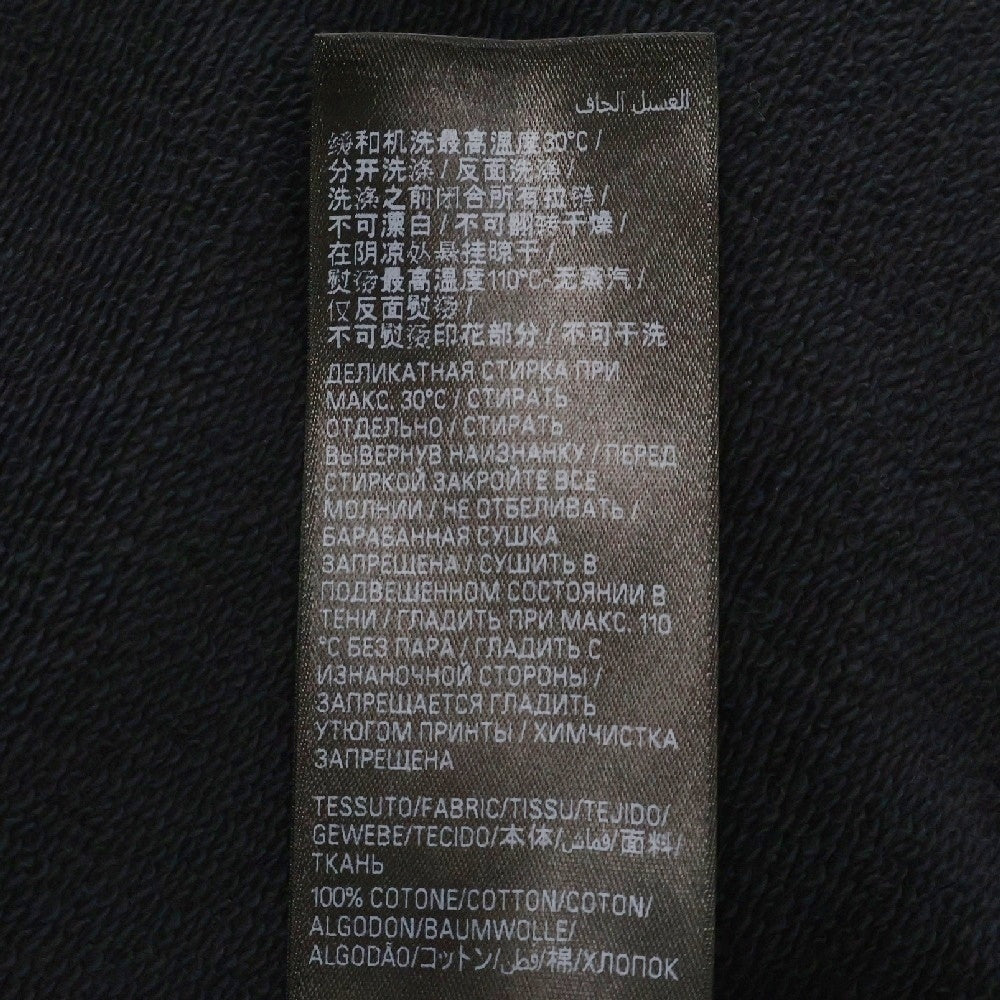 الغسيل الجاف
缓和机洗最高温度30°C /
分开洗涤 / 反面洗涤 /
洗涤之前闭合所有拉链 /
不可漂白 / 不可翻转干燥 /
在阴凉处悬挂晾干 /
熨烫最高温度110°C-无蒸汽 /
仅反面熨烫 /
不可熨烫印花部分 / 不可干洗
ДЕЛИКАТНАЯ СТИРКА ПРИ
МАКС. 30°C / СТИРАТЬ
ОТДЕЛЬНО / СТИРАТЬ
ВЫВЕРНУВ НАИЗНАНКУ / ПЕРЕД
СТИРКОЙ ЗАКРОЙТЕ ВСЕ
МОЛНИИ / НЕ ОТБЕЛИВАТЬ /
БАРАБАННАЯ СУШКА
ЗАПРЕЩЕНА / СУШИТЬ В
ПОДВЕШЕННОМ СОСТОЯНИИ В
ТЕНИ / ГЛАДИТЬ ПРИ МАКС. 110
°C БЕЗ ПАРА / ГЛАДИТЬ С
ИЗНАНОЧНОЙ СТОРОНЫ /
ЗАПРЕЩАЕТСЯ ГЛАДИТЬ
УТЮГОМ ПРИНТЫ / ХИМЧИСТКА
ЗАПРЕЩЕНА
TESSUTO/FABRIC/TISSU/TEJIDO/
GEWEBE/TECIDO/本体/قماش/面料/
ТКАНЬ
100% COTONE/COTTON/COTON/
ALGODON/BAUMWOLLE/
ALGODÃO/コットン/قطن/棉/ХЛОПОК